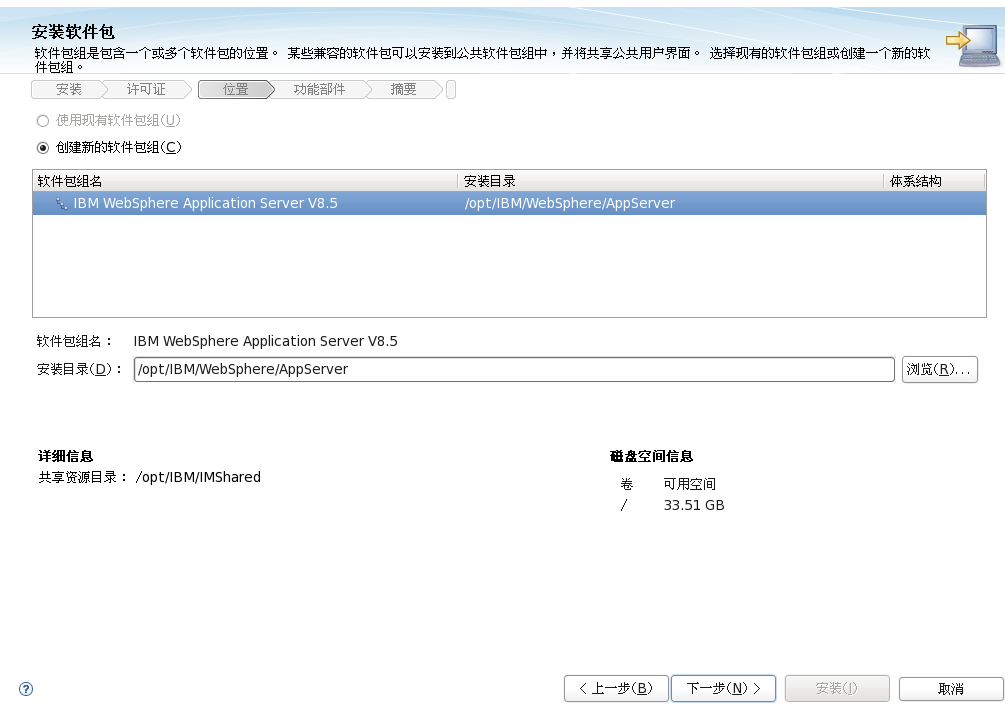 安装软件包
软件包组是包含一个或多个软件包的位置。 某些兼容的软件包可以安装到公共软件包组中，并将共享公共用户界面。 选择现有的软件包组或创建一个新的软
件包组。
安装 许可证 位置 功能部件 摘要
使用现有软件包组(U)
创建新的软件包组(C)
软件包组名 安装目录 体系结构
IBM WebSphere Application Server V8.5 /opt/IBM/WebSphere/AppServer
软件包组名： IBM WebSphere Application Server V8.5
安装目录(D)： /opt/IBM/WebSphere/AppServer 浏览(R)...
详细信息 磁盘空间信息
共享资源目录： /opt/IBM/IMShared
卷 可用空间
/ 33.51 GB
? < 上一步(B) 下一步(N) > 安装(I) 取消